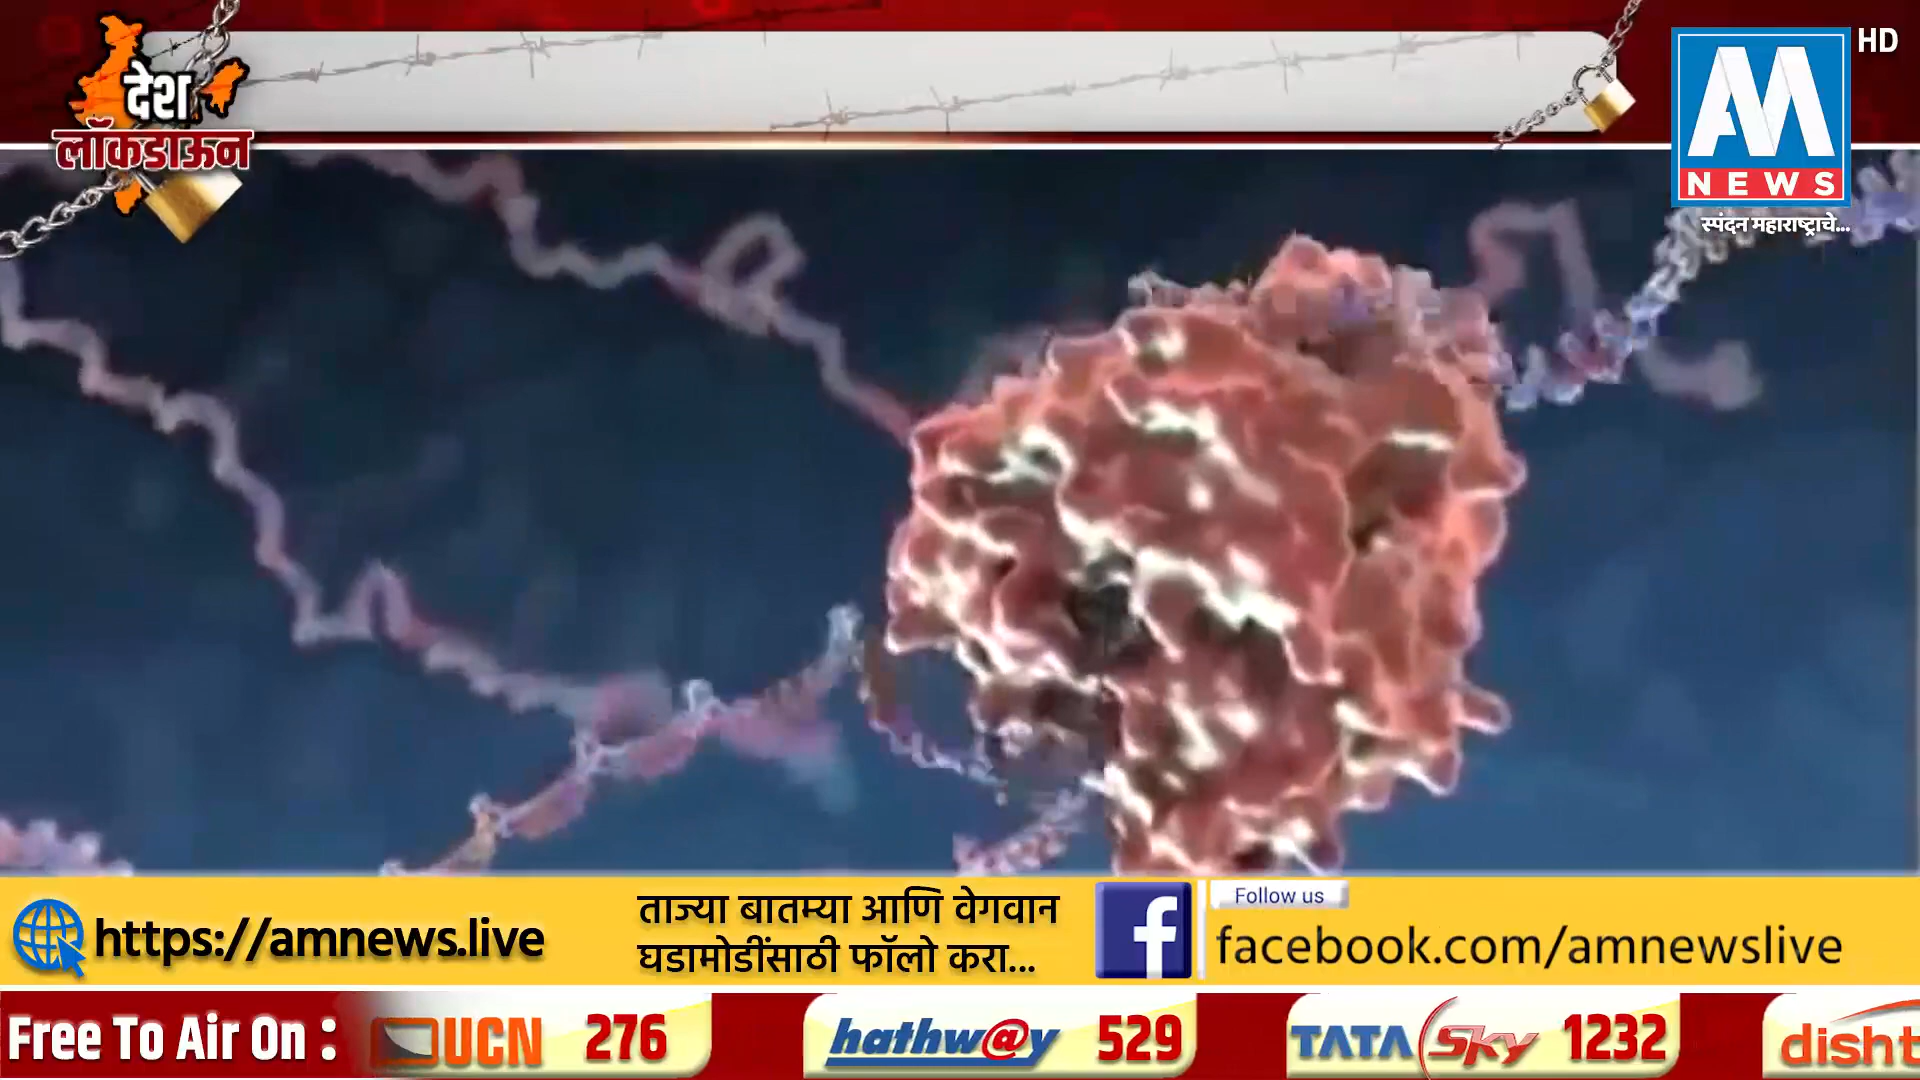 देश
लॉकडाऊन
AM
NEWS
HD
स्पंदन महाराष्ट्राचे...
https://amnews.live
ताज्या बातम्या आणि वेगवान
घडामोडींसाठी फॉलो करा...
f
Follow us
facebook.com/amnewslive
Free To Air On : UCN 276 hathw@y 529 TATA Sky 1232 disht